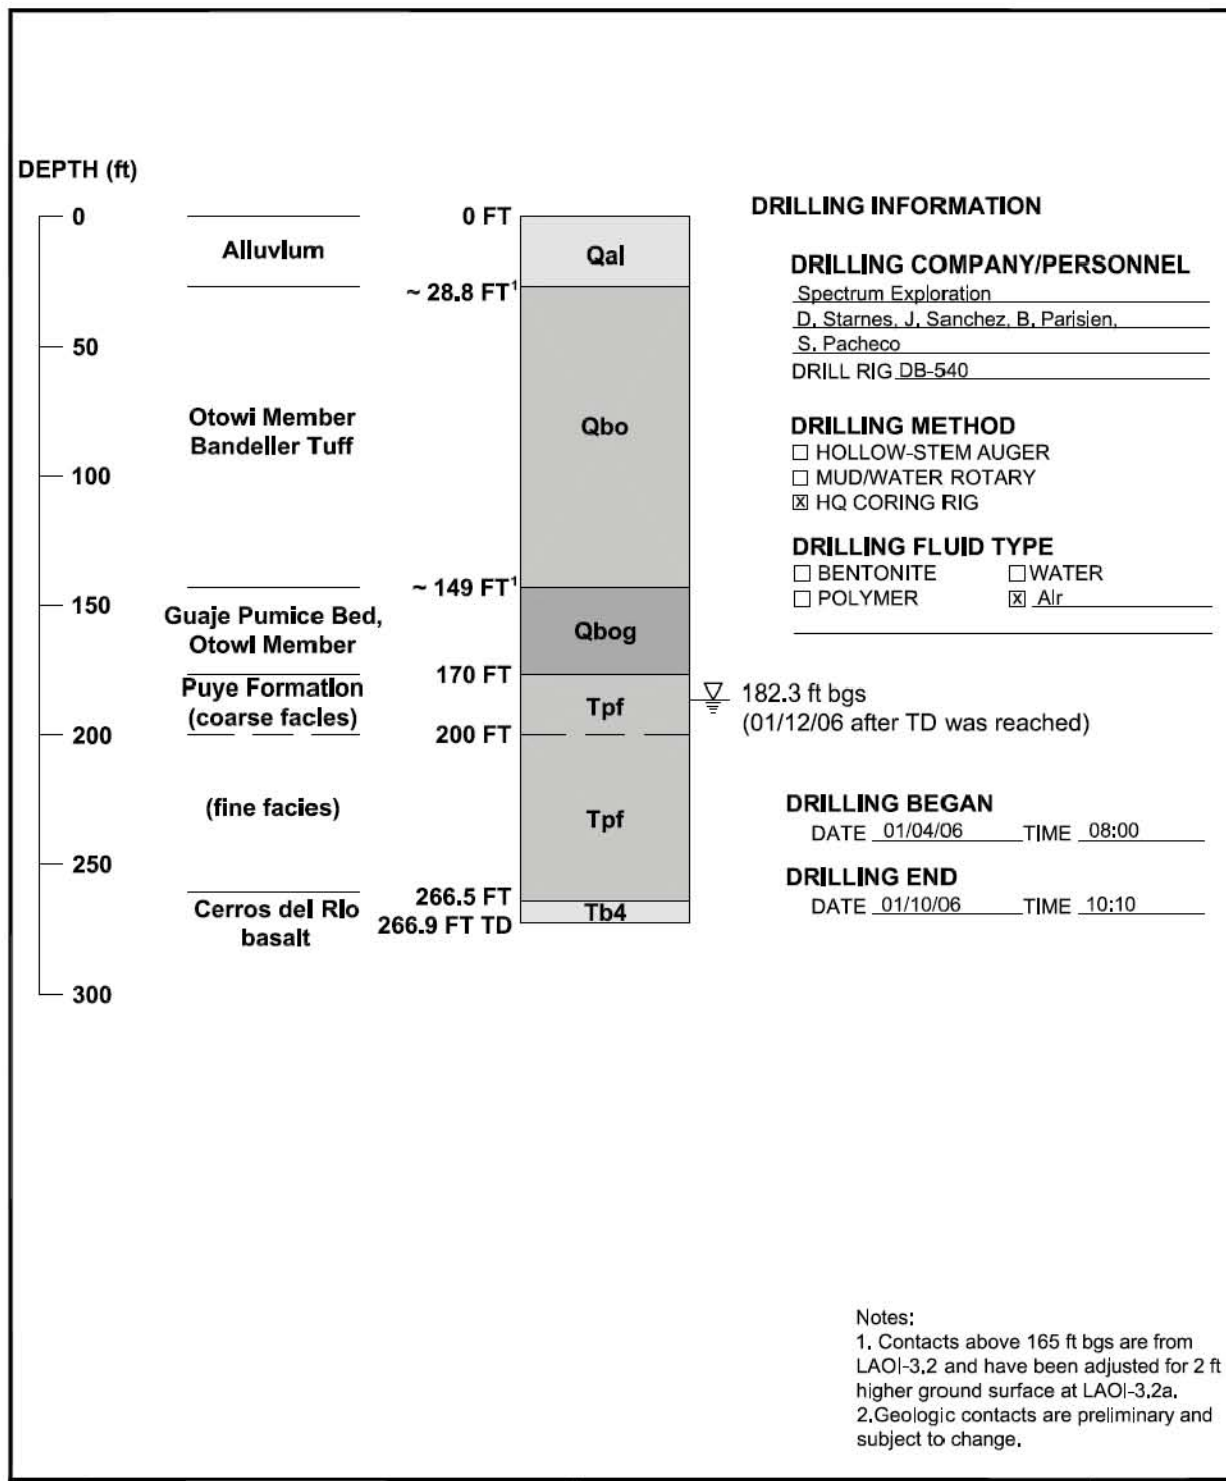 DEPTH (ft)
0
50
100
150
200
250
300
Alluvlum
Otowi Member
Bandeller Tuff
Guaje Pumice Bed,
Otowl Member
Puye Formatlon
(coarse facles)
(fine facies)
Cerros del Rlo
basalt
0 FT
~ 28.8 FT¹
~ 149 FT¹
170 FT
200 FT
266.5 FT
266.9 FT TD
Qal
Qbo
Qbog
Tpf
Tpf
Tb4
182.3 ft bgs
(01/12/06 after TD was reached)
DRILLING INFORMATION
DRILLING COMPANY/PERSONNEL
Spectrum Exploration
D. Starnes, J. Sanchez, B. Parisien,
S. Pacheco
DRILL RIG DB-540
DRILLING METHOD
☐ HOLLOW-STEM AUGER
☐ MUD/WATER ROTARY
☒ HQ CORING RIG
DRILLING FLUID TYPE
☐ BENTONITE ☐ WATER
☐ POLYMER ☒ AIr
DRILLING BEGAN
DATE 01/04/06 TIME 08:00
DRILLING END
DATE 01/10/06 TIME 10:10
Notes:
1. Contacts above 165 ft bgs are from
LAOI-3.2 and have been adjusted for 2 ft
higher ground surface at LAOI-3.2a.
2.Geologic contacts are preliminary and
subject to change.